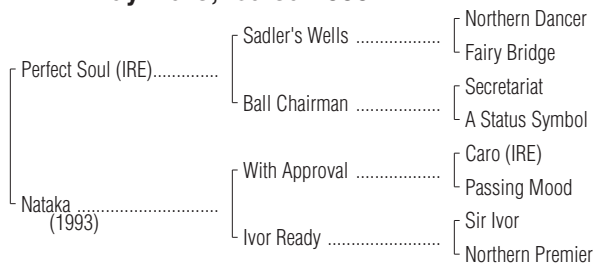 Northern Dancer
Sadler's Wells ..................
Fairy Bridge
Perfect Soul (IRE)..............
Secretariat
Ball Chairman ..................
A Status Symbol
Caro (IRE)
With Approval ..................
Passing Mood
Nataka ..............................
(1993)
Sir Ivor
Ivor Ready ........................
Northern Premier